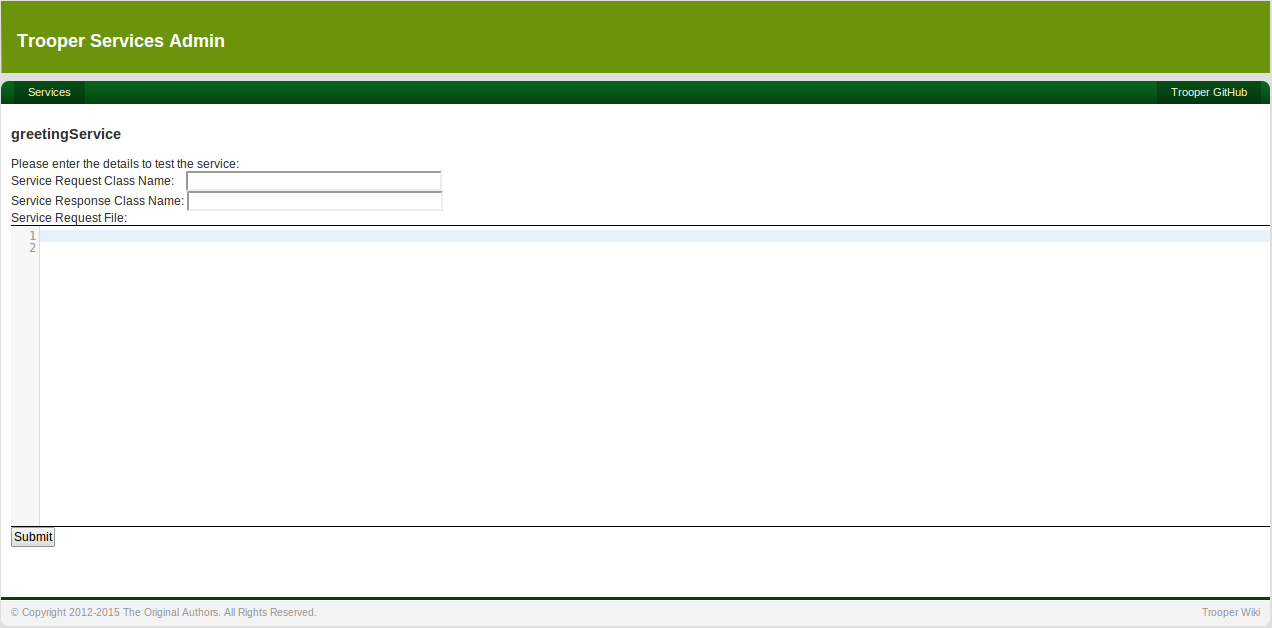 Trooper Services Admin
Services
Trooper GitHub
greetingService
Please enter the details to test the service:
Service Request Class Name:
Service Response Class Name:
Service Request File:
1
2
Submit
© Copyright 2012-2015 The Original Authors. All Rights Reserved.
Trooper Wiki